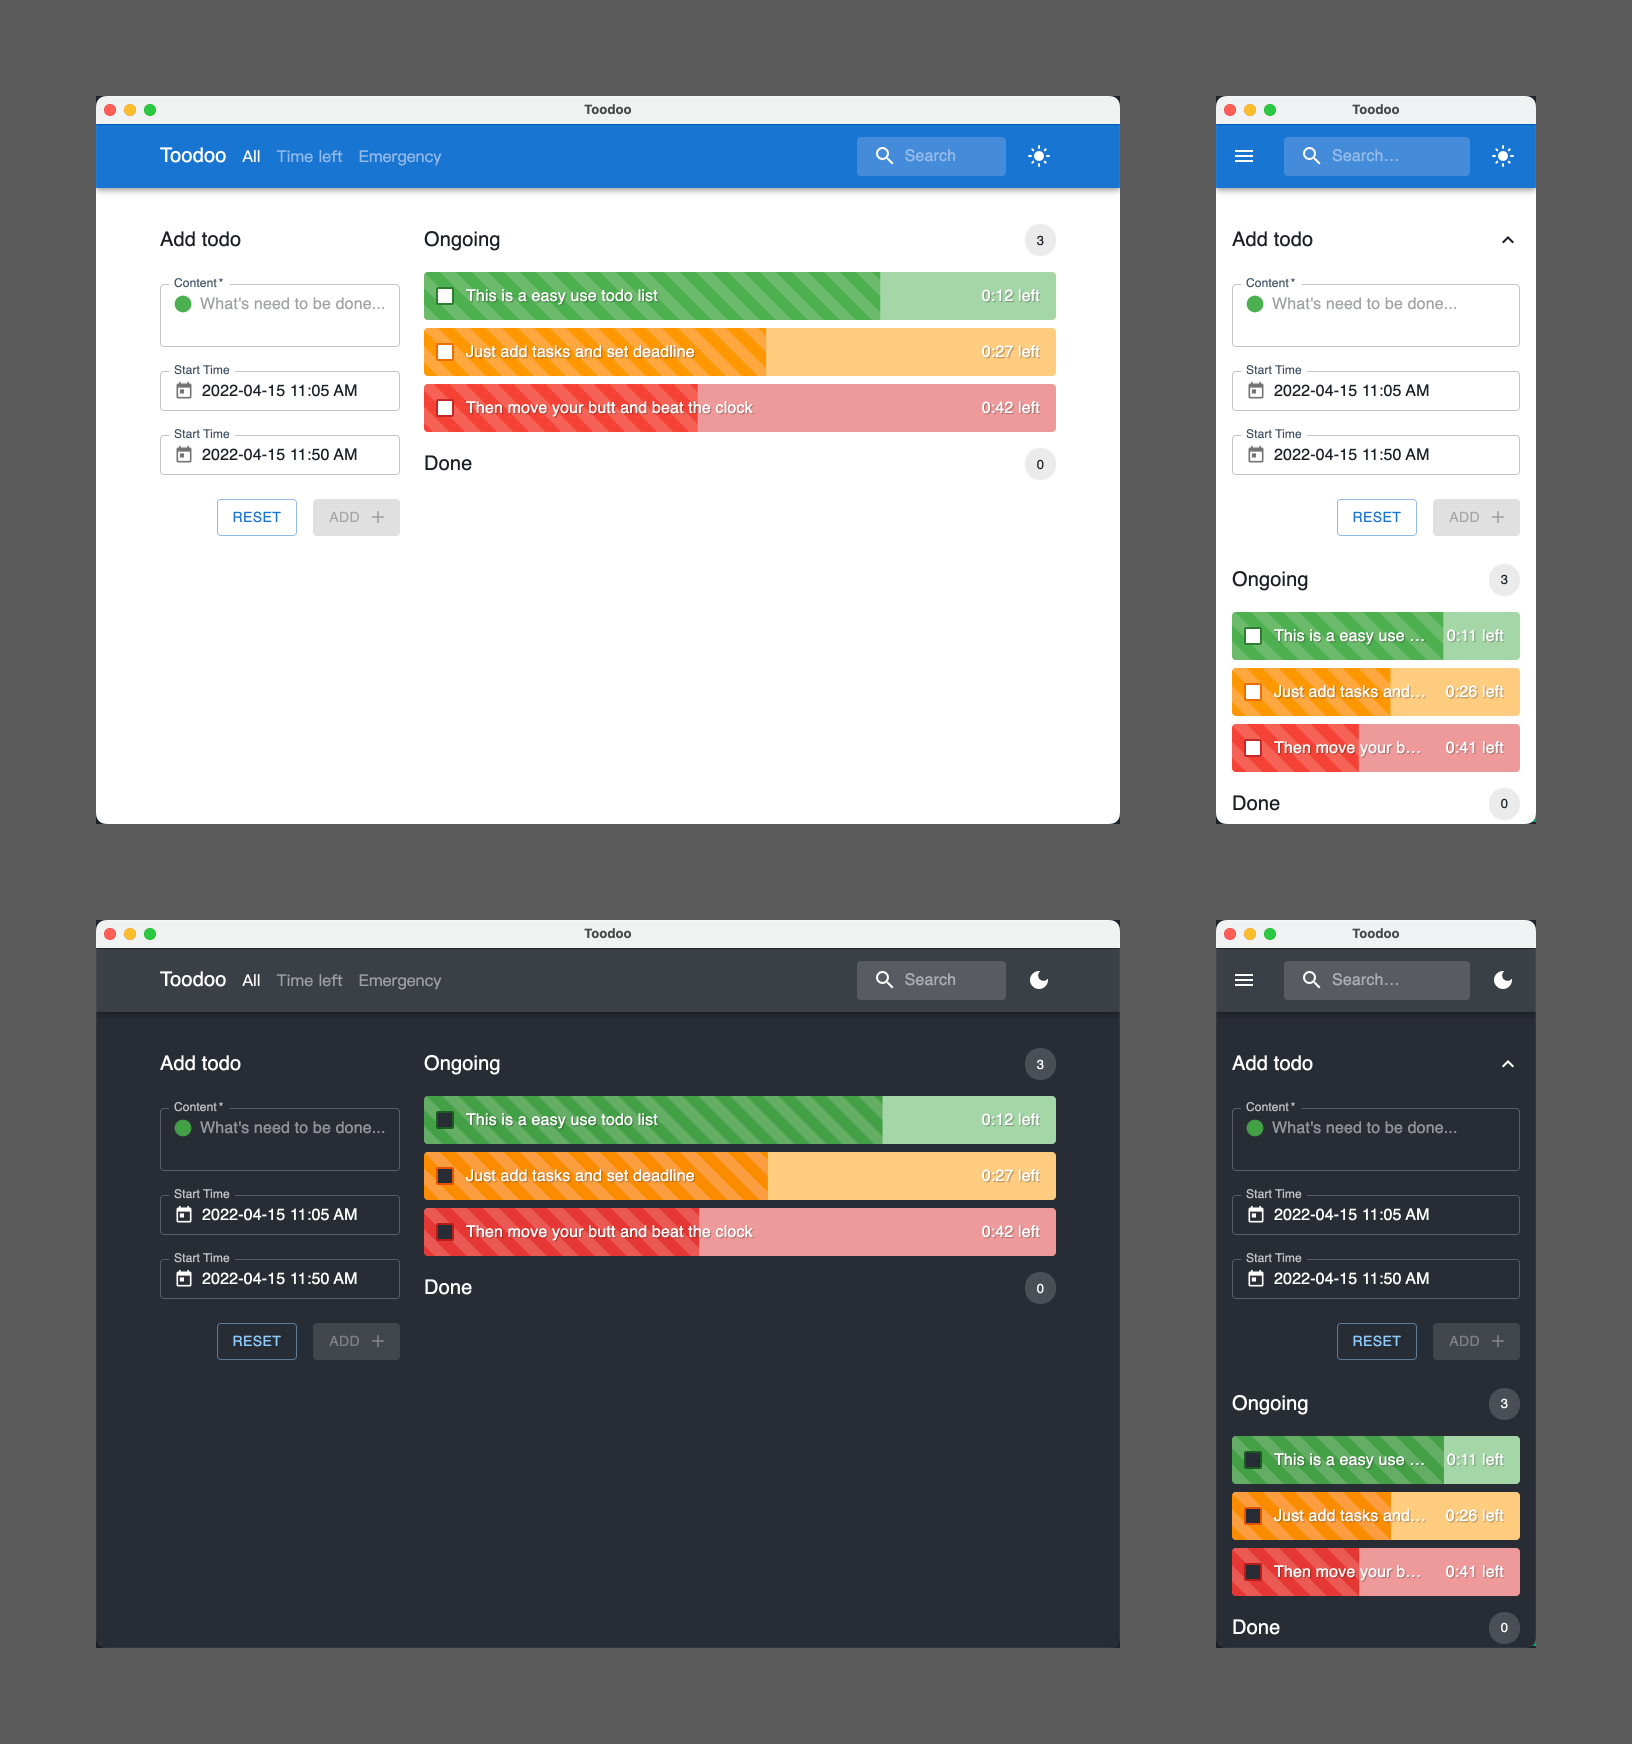 Toodoo
Toodoo All Time left Emergency Search
Add todo
Content *
What's need to be done...
Start Time
2022-04-15 11:05 AM
Start Time
2022-04-15 11:50 AM
RESET ADD
Ongoing 3
This is a easy use todo list 0:12 left
Just add tasks and set deadline 0:27 left
Then move your butt and beat the clock 0:42 left
Done 0
Toodoo
Search...
Add todo
Content *
What's need to be done...
Start Time
2022-04-15 11:05 AM
Start Time
2022-04-15 11:50 AM
RESET ADD
Ongoing 3
This is a easy use ... 0:11 left
Just add tasks and... 0:26 left
Then move your b... 0:41 left
Done 0
Toodoo
Toodoo All Time left Emergency Search
Add todo
Content *
What's need to be done...
Start Time
2022-04-15 11:05 AM
Start Time
2022-04-15 11:50 AM
RESET ADD
Ongoing 3
This is a easy use todo list 0:12 left
Just add tasks and set deadline 0:27 left
Then move your butt and beat the clock 0:42 left
Done 0
Toodoo
Search...
Add todo
Content *
What's need to be done...
Start Time
2022-04-15 11:05 AM
Start Time
2022-04-15 11:50 AM
RESET ADD
Ongoing 3
This is a easy use ... 0:11 left
Just add tasks and... 0:26 left
Then move your b... 0:41 left
Done 0